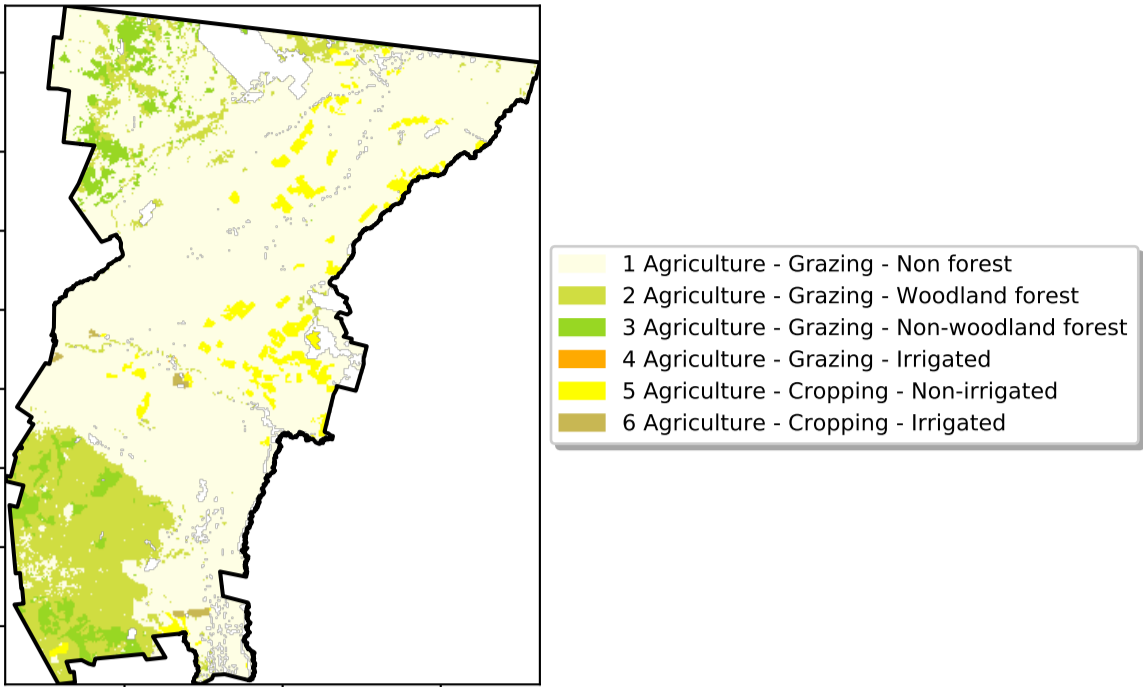 1 Agriculture - Grazing - Non forest
2 Agriculture - Grazing - Woodland forest
3 Agriculture - Grazing - Non-woodland forest
4 Agriculture - Grazing - Irrigated
5 Agriculture - Cropping - Non-irrigated
6 Agriculture - Cropping - Irrigated